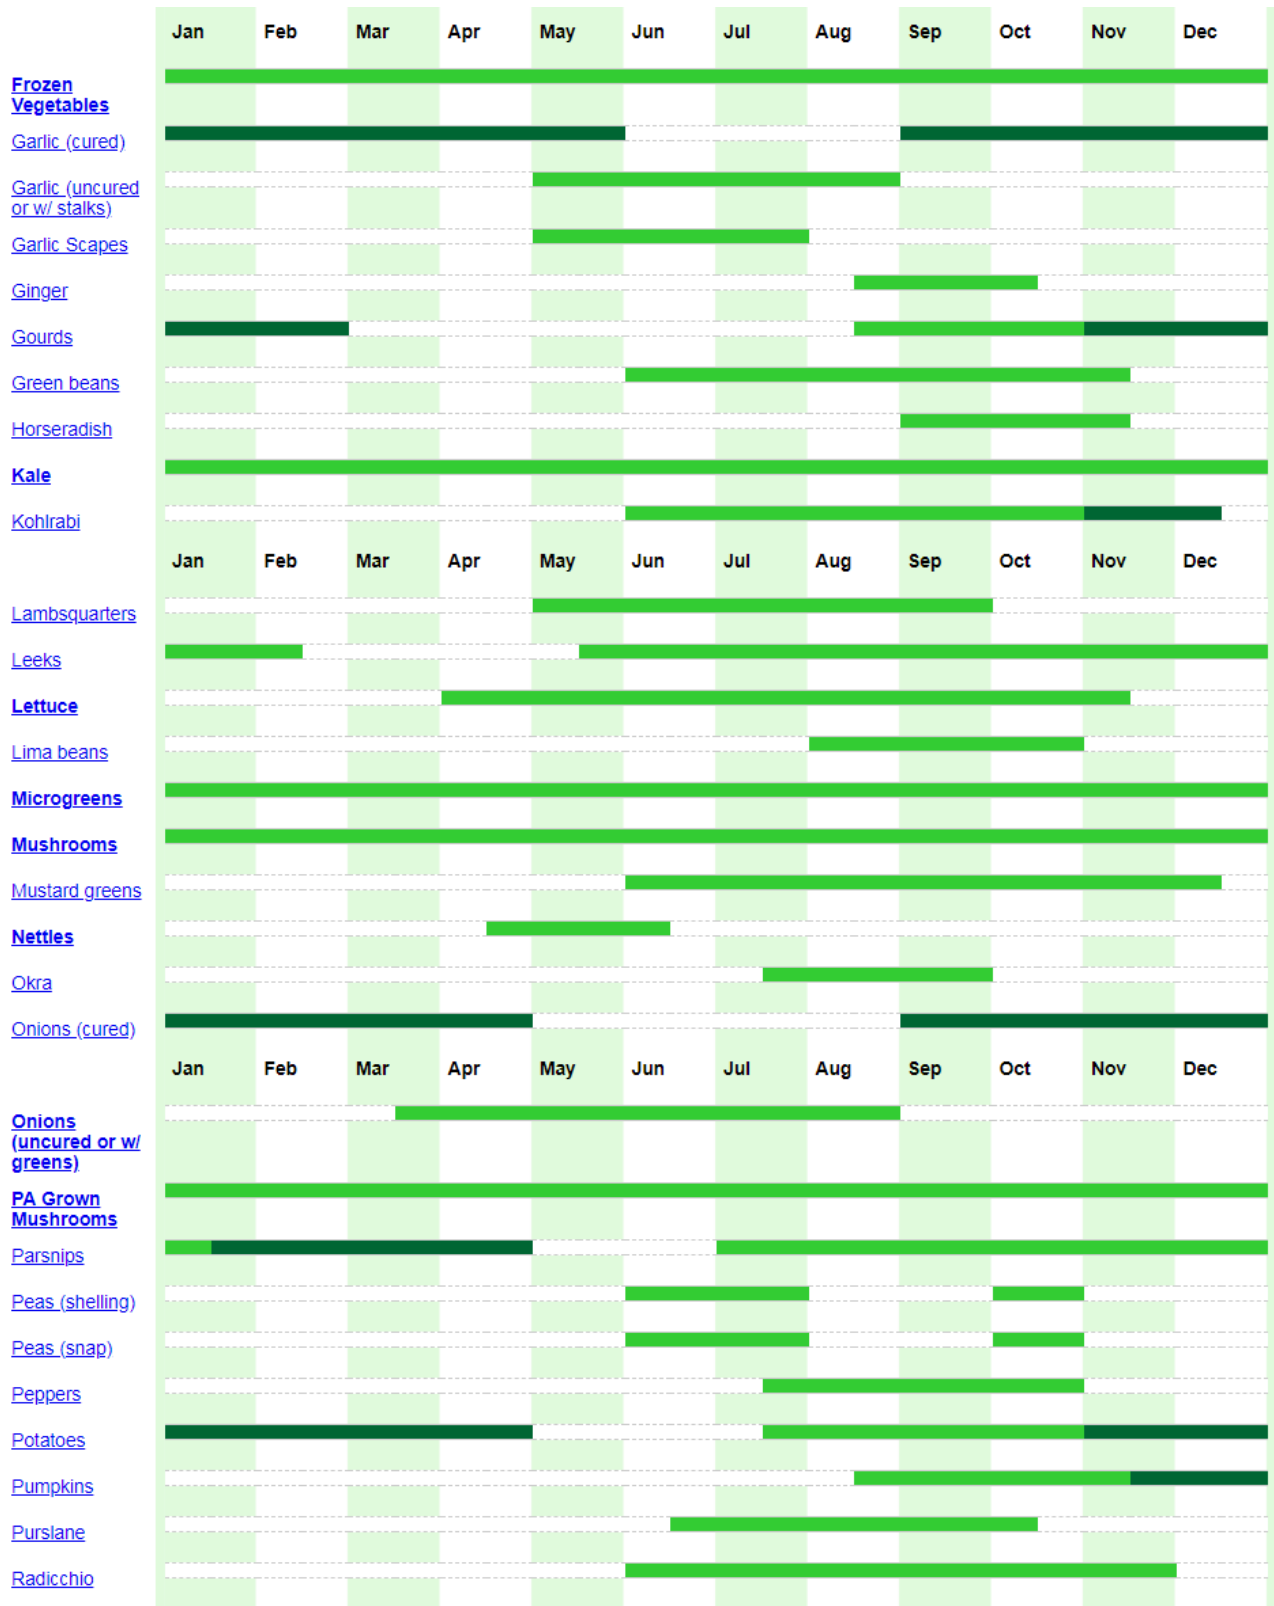 Jan Feb Mar Apr May Jun Jul Aug Sep Oct Nov Dec
Frozen
Vegetables
Garlic (cured)
Garlic (uncured
or w/ stalks)
Garlic Scapes
Ginger
Gourds
Green beans
Horseradish
Kale
Kohlrabi
Jan Feb Mar Apr May Jun Jul Aug Sep Oct Nov Dec
Lambsquarters
Leeks
Lettuce
Lima beans
Microgreens
Mushrooms
Mustard greens
Nettles
Okra
Onions (cured)
Jan Feb Mar Apr May Jun Jul Aug Sep Oct Nov Dec
Onions
(uncured or w/
greens)
PA Grown
Mushrooms
Parsnips
Peas (shelling)
Peas (snap)
Peppers
Potatoes
Pumpkins
Purslane
Radicchio